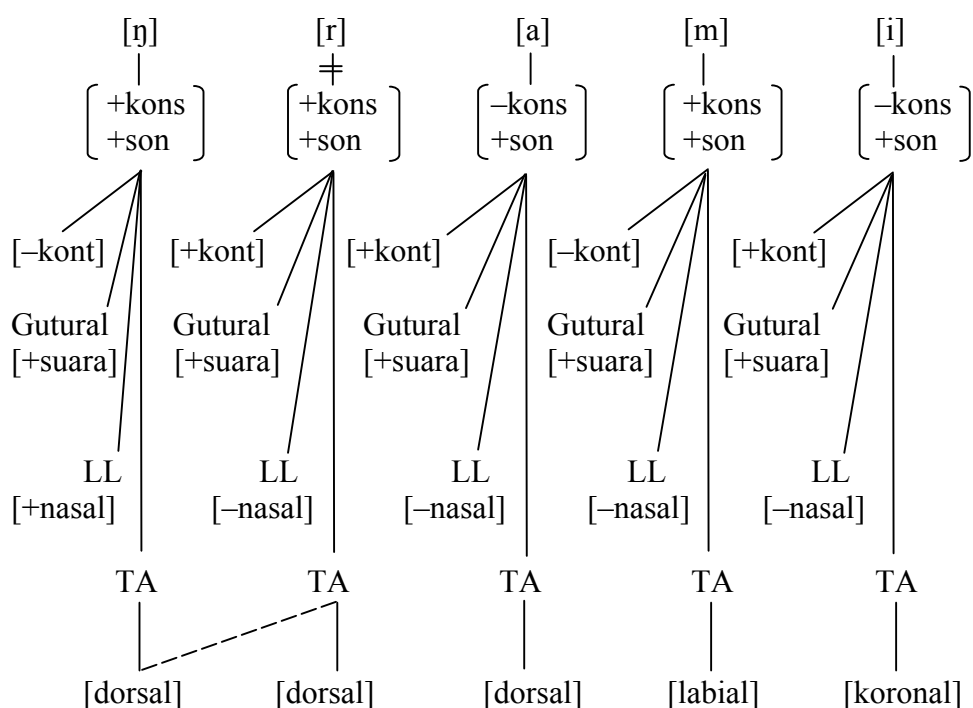 [ŋ] [r] [a] [m] [i]
+kons +kons –kons +kons –kons
+son +son +son +son +son
[–kont] [+kont] [+kont] [–kont] [+kont]
Gutural Gutural Gutural Gutural Gutural
[+suara] [+suara] [+suara] [+suara] [+suara]
LL LL LL LL LL
[+nasal] [–nasal] [–nasal] [–nasal] [–nasal]
TA TA TA TA TA
[dorsal] [dorsal] [dorsal] [labial] [koronal]